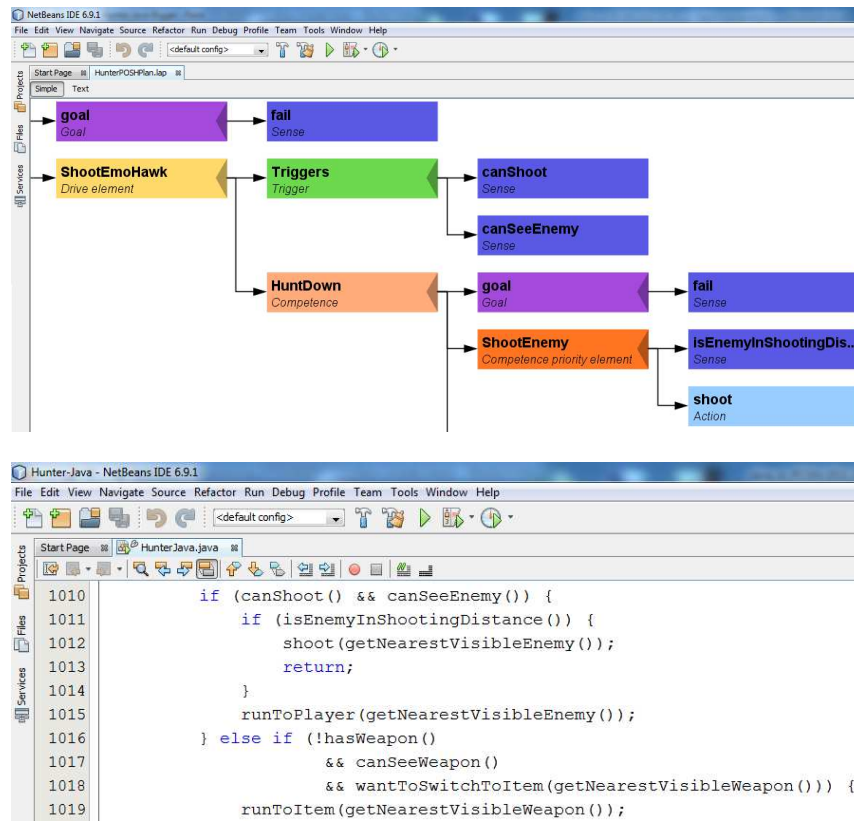 NetBeans IDE 6.9.1
File Edit View Navigate Source Refactor Run Debug Profile Team Tools Window Help
<default config>
Start Page HunterPOSHPlan.lap
Simple Text
Projects
Files
Services
goal
Goal
fail
Sense
ShootEmoHawk
Drive element
Triggers
Trigger
canShoot
Sense
canSeeEnemy
Sense
HuntDown
Competence
goal
Goal
fail
Sense
ShootEnemy
Competence priority element
isEnemyInShootingDis...
Sense
shoot
Action
Hunter-Java - NetBeans IDE 6.9.1
File Edit View Navigate Source Refactor Run Debug Profile Team Tools Window Help
<default config>
Start Page HunterJava.java
Projects
Files
Services
1010 if (canShoot() && canSeeEnemy()) {
1011 if (isEnemyInShootingDistance()) {
1012 shoot(getNearestVisibleEnemy());
1013 return;
1014 }
1015 runToPlayer(getNearestVisibleEnemy());
1016 } else if (!hasWeapon()
1017 && canSeeWeapon()
1018 && wantToSwitchToItem(getNearestVisibleWeapon())) {
1019 runToItem(getNearestVisibleWeapon());